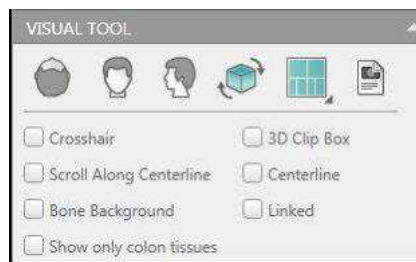 VISUAL TOOL
Crosshair 3D Clip Box
Scroll Along Centerline Centerline
Bone Background Linked
Show only colon tissues